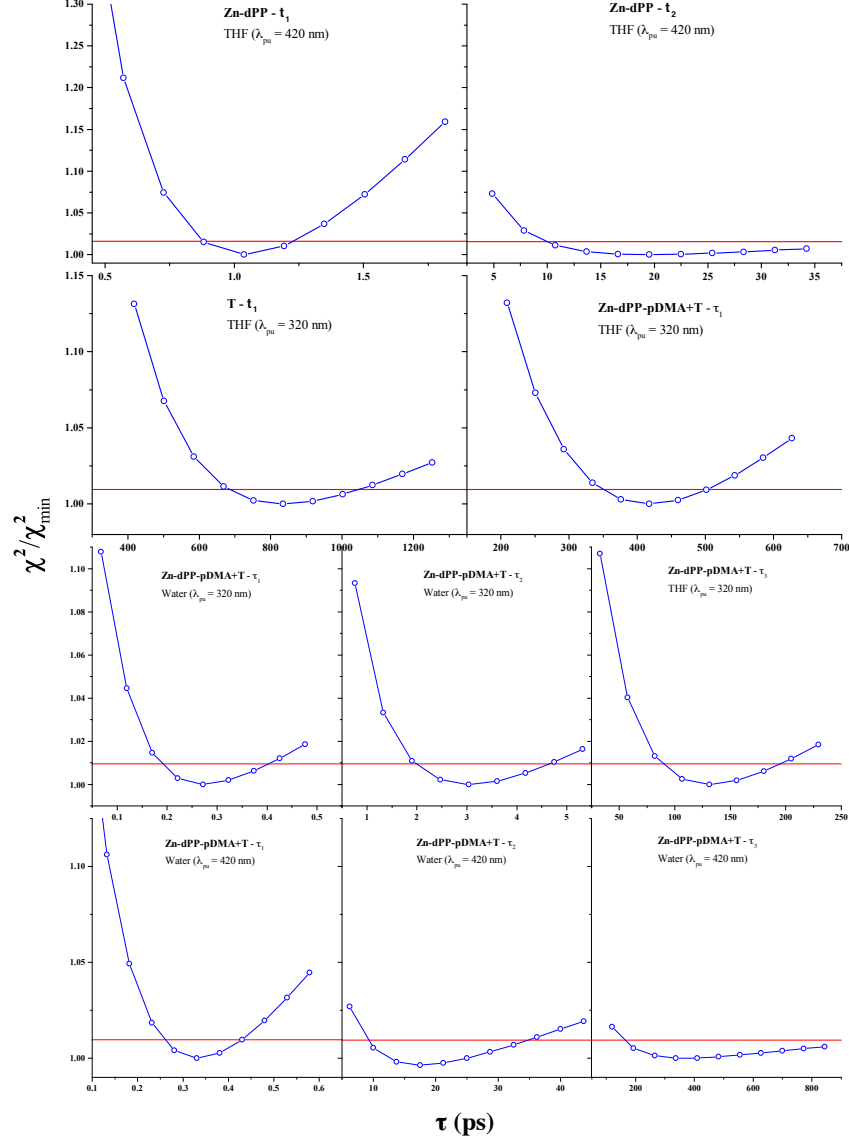 Zn-dPP - t₁
THF (λpu = 420 nm)
1.30
1.25
1.20
1.15
1.10
1.05
1.00
0.5 1.0 1.5
Zn-dPP - t₂
THF (λpu = 420 nm)
5 10 15 20 25 30 35
T - t₁
THF (λpu = 320 nm)
1.15
1.10
1.05
1.00
400 600 800 1000 1200
Zn-dPP-pDMA+T - τ₁
THF (λpu = 320 nm)
200 300 400 500 600 700
χ²/χ²min
Zn-dPP-pDMA+T - τ₁
Water (λpu = 320 nm)
1.10
1.08
1.06
1.04
1.02
1.00
0.1 0.2 0.3 0.4 0.5
Zn-dPP-pDMA+T - τ₂
Water (λpu = 320 nm)
1 2 3 4 5
Zn-dPP-pDMA+T - τ₃
THF (λpu = 320 nm)
50 100 150 200 250
Zn-dPP-pDMA+T - τ₁
Water (λpu = 420 nm)
1.10
1.05
1.00
0.1 0.2 0.3 0.4 0.5 0.6
Zn-dPP-pDMA+T - τ₂
Water (λpu = 420 nm)
10 20 30 40
Zn-dPP-pDMA+T - τ₃
Water (λpu = 420 nm)
200 400 600 800
τ (ps)